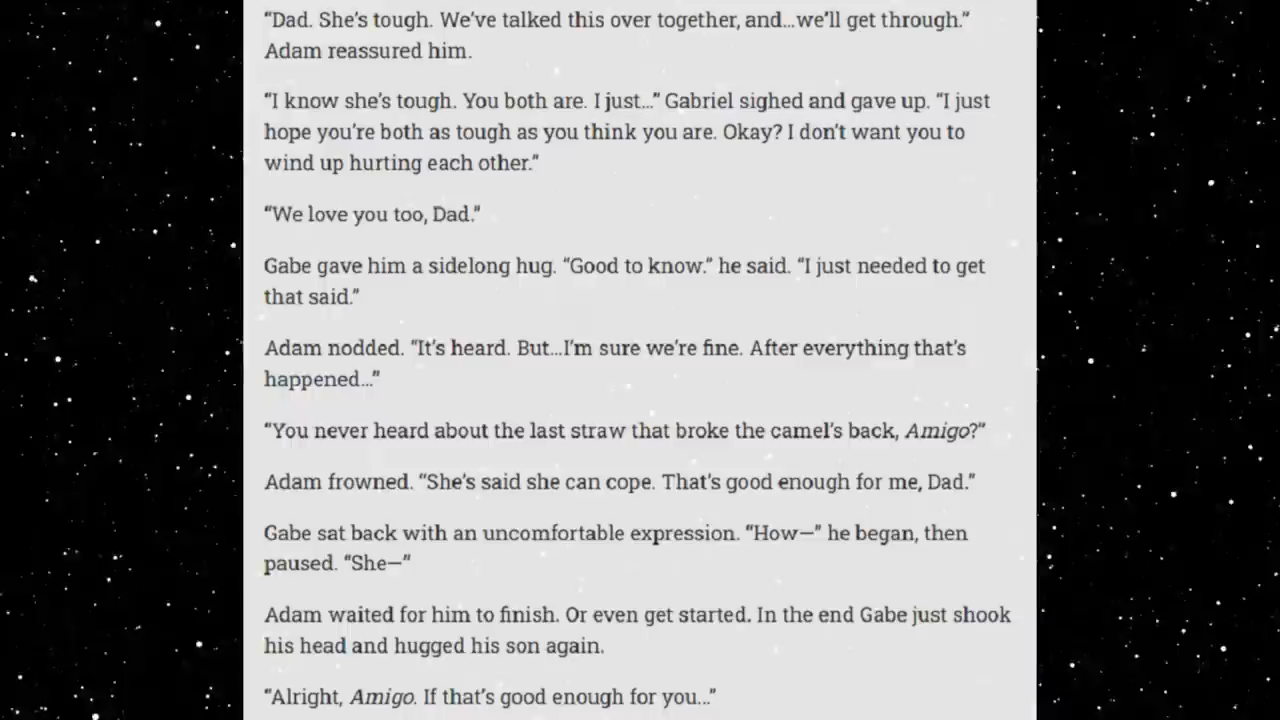 “Dad. She’s tough. We’ve talked this over together, and…we’ll get through.”
Adam reassured him.
“I know she’s tough. You both are. I just…” Gabriel sighed and gave up. “I just
hope you’re both as tough as you think you are. Okay? I don’t want you to
wind up hurting each other.”
“We love you too, Dad.”
Gabe gave him a sidelong hug. “Good to know.” he said. “I just needed to get
that said.”
Adam nodded. “It’s heard. But…I’m sure we’re fine. After everything that’s
happened…”
“You never heard about the last straw that broke the camel’s back, Amigo?”
Adam frowned. “She’s said she can cope. That’s good enough for me, Dad.”
Gabe sat back with an uncomfortable expression. “How—” he began, then
paused. “She—”
Adam waited for him to finish. Or even get started. In the end Gabe just shook
his head and hugged his son again.
“Alright, Amigo. If that’s good enough for you…”